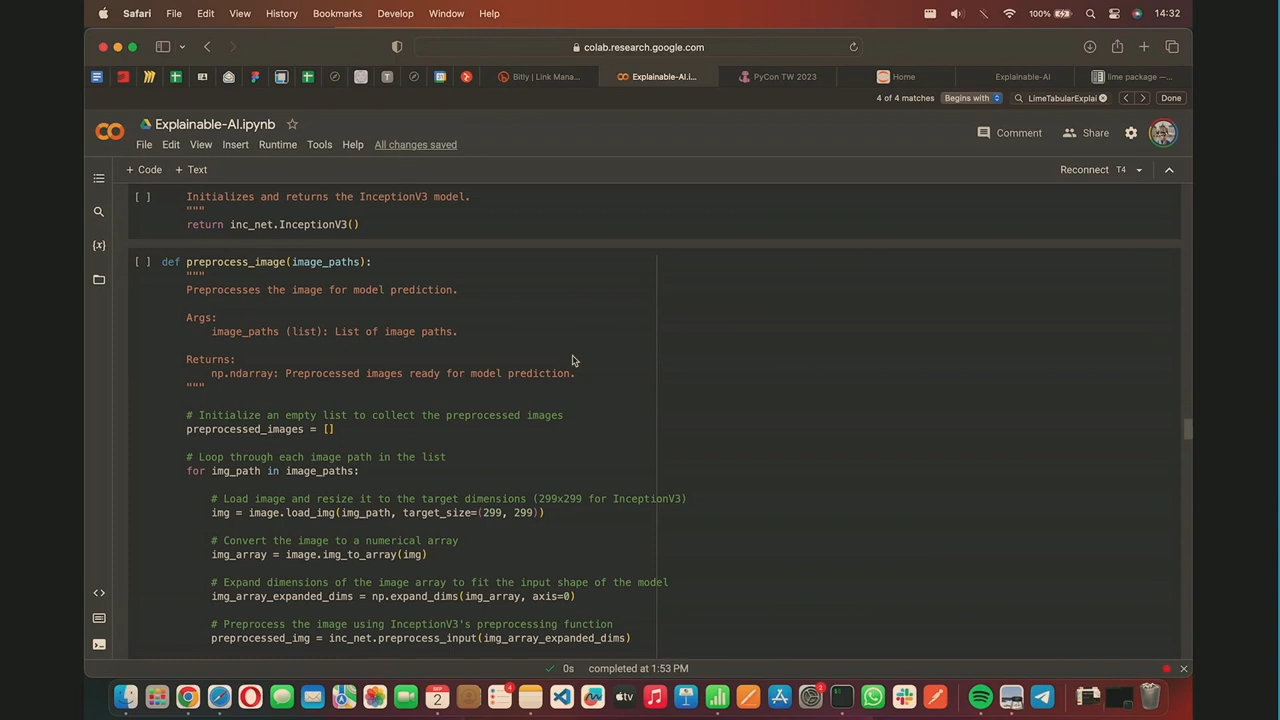 Safari File Edit View History Bookmarks Develop Window Help 100% 14:32
colab.research.google.com
Bitly | Link Mana... Explainable-AI.i... PyCon TW 2023 Home Explainable-AI lime package —...
4 of 4 matches Begins with LimeTabularExplai Done
Explainable-AI.ipynb
Comment Share
File Edit View Insert Runtime Tools Help All changes saved
+ Code + Text Reconnect T4
[ ] Initializes and returns the InceptionV3 model.
"""
return inc_net.InceptionV3()
[ ] def preprocess_image(image_paths):
"""
Preprocesses the image for model prediction.
Args:
image_paths (list): List of image paths.
Returns:
np.ndarray: Preprocessed images ready for model prediction.
"""
# Initialize an empty list to collect the preprocessed images
preprocessed_images = []
# Loop through each image path in the list
for img_path in image_paths:
# Load image and resize it to the target dimensions (299x299 for InceptionV3)
img = image.load_img(img_path, target_size=(299, 299))
# Convert the image to a numerical array
img_array = image.img_to_array(img)
# Expand dimensions of the image array to fit the input shape of the model
img_array_expanded_dims = np.expand_dims(img_array, axis=0)
# Preprocess the image using InceptionV3's preprocessing function
preprocessed_img = inc_net.preprocess_input(img_array_expanded_dims)
0s completed at 1:53 PM